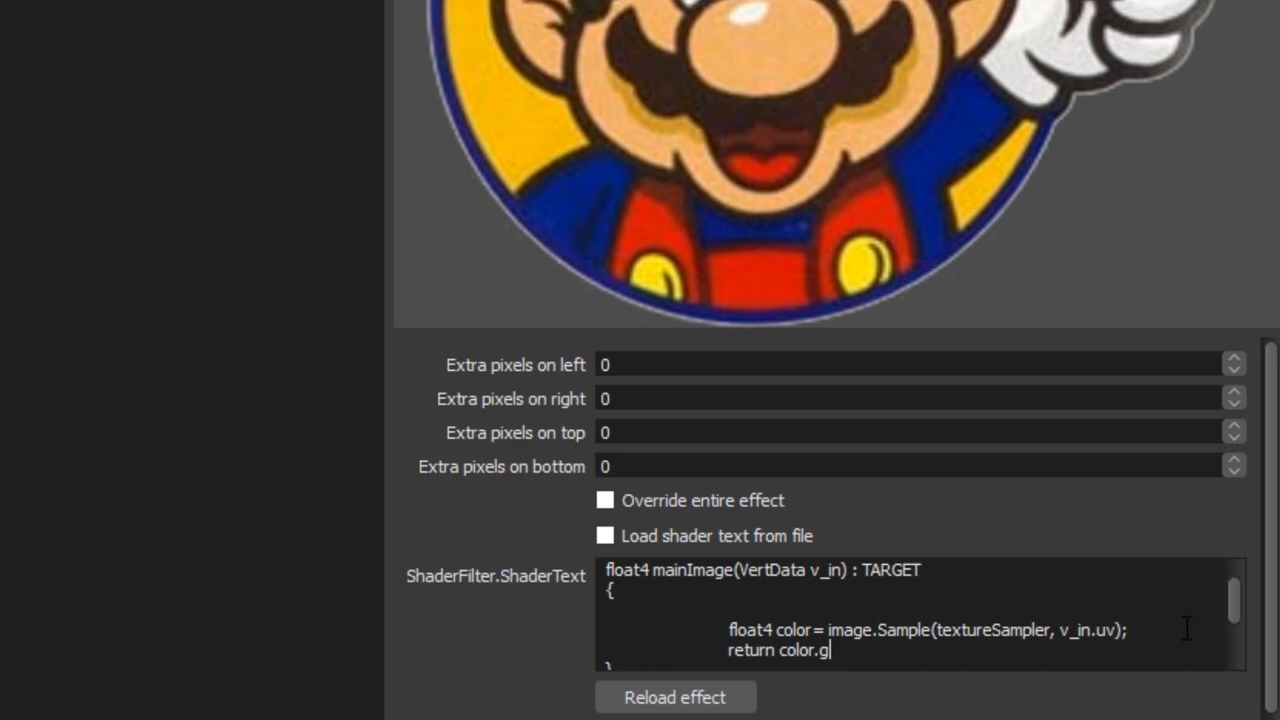 Extra pixels on left 0
Extra pixels on right 0
Extra pixels on top 0
Extra pixels on bottom 0
Override entire effect
Load shader text from file
ShaderFilter.ShaderText
float4 mainImage(VertData v_in) : TARGET
{
float4 color= image.Sample(textureSampler, v_in.uv);
return color.g
}
Reload effect